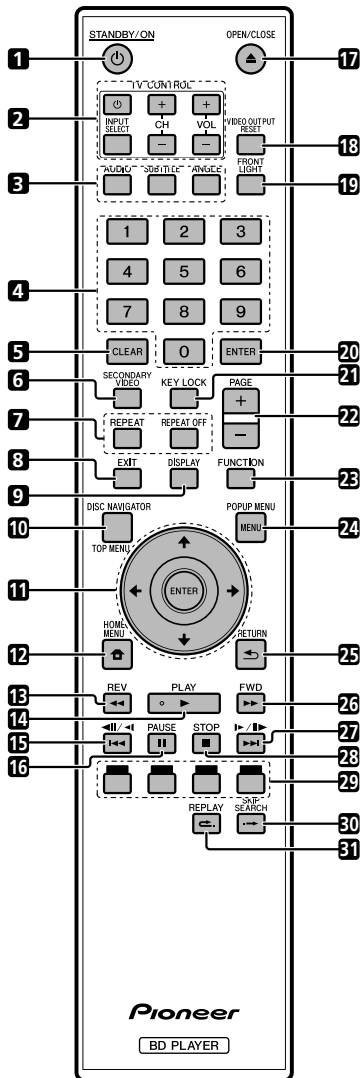 STANDBY/ON
OPEN/CLOSE
1
17
TV CONTROL
2
+
+
INPUT SELECT
CH
VOL
−
−
VIDEO OUTPUT RESET
18
3
AUDIO
SUBTITLE
ANGLE
FRONT LIGHT
19
1
2
3
4
4
5
6
7
8
9
5
CLEAR
0
ENTER
20
6
SECONDARY VIDEO
KEY LOCK
21
PAGE
+
−
22
7
REPEAT
REPEAT OFF
8
EXIT
DISPLAY
FUNCTION
23
9
10
DISC NAVIGATOR
TOP MENU
POPUP MENU
MENU
24
11
ENTER
HOME MENU
12
RETURN
25
13
REV
PLAY
FWD
26
14
15
PAUSE
STOP
27
16
28
29
REPLAY
SKIP SEARCH
30
31
Pioneer
BD PLAYER